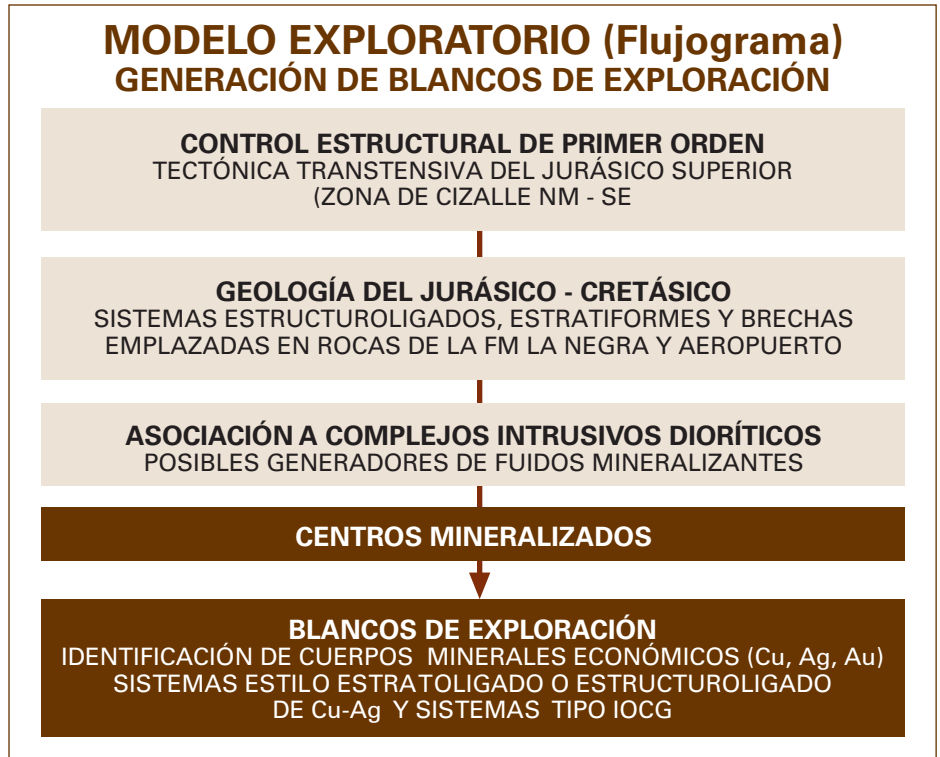 MODELO EXPLORATORIO (Flujograma)
GENERACIÓN DE BLANCOS DE EXPLORACIÓN
CONTROL ESTRUCTURAL DE PRIMER ORDEN
TECTÓNICA TRANSTENSIVA DEL JURÁSICO SUPERIOR
(ZONA DE CIZALLE NM - SE
GEOLOGÍA DEL JURÁSICO - CRETÁSICO
SISTEMAS ESTRUCTUROLIGADOS, ESTRATIFORMES Y BRECHAS
EMPLAZADAS EN ROCAS DE LA FM LA NEGRA Y AEROPUERTO
ASOCIACIÓN A COMPLEJOS INTRUSIVOS DIORÍTICOS
POSIBLES GENERADORES DE FUIDOS MINERALIZANTES
CENTROS MINERALIZADOS
BLANCOS DE EXPLORACIÓN
IDENTIFICACIÓN DE CUERPOS MINERALES ECONÓMICOS (Cu, Ag, Au)
SISTEMAS ESTILO ESTRATOLIGADO O ESTRUCTUROLIGADO
DE Cu-Ag Y SISTEMAS TIPO IOCG